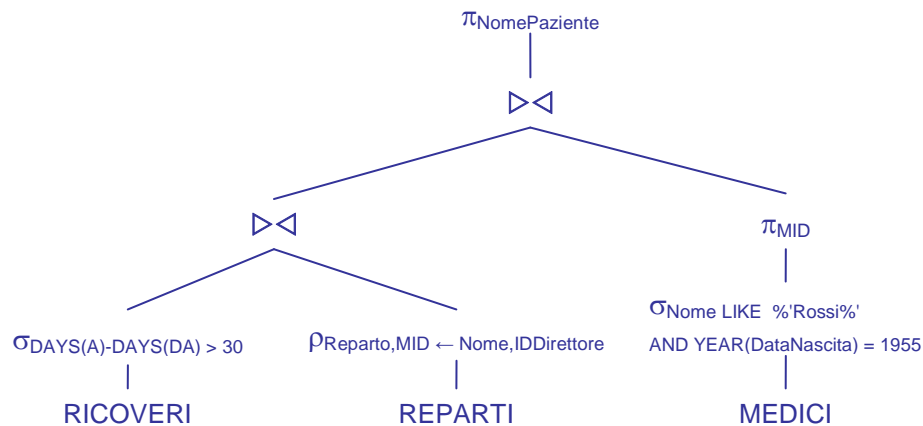 πNomePaziente
▷◁
▷◁
πMID
σDAYS(A)-DAYS(DA) > 30
ρReparto,MID ← Nome,IDDirettore
σNome LIKE %'Rossi%'
AND YEAR(DataNascita) = 1955
RICOVERI
REPARTI
MEDICI